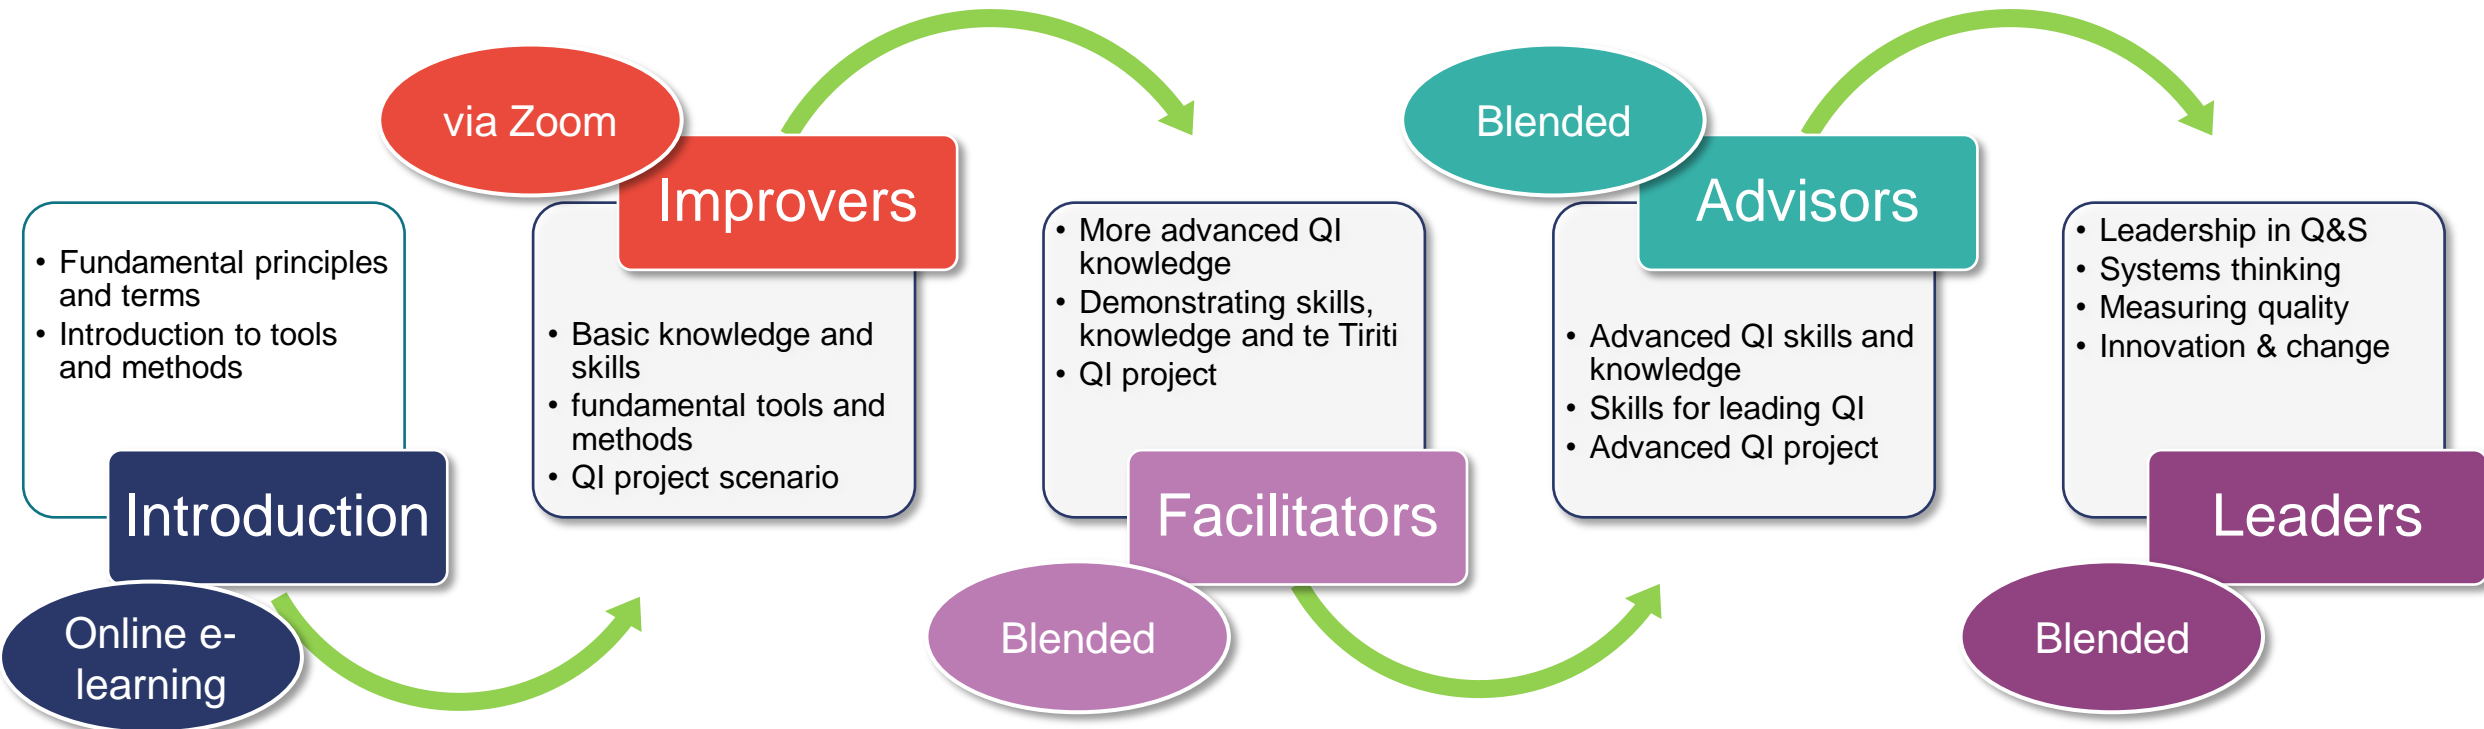 • Fundamental principles
and terms
• Introduction to tools
and methods
Introduction
Online e-
learning
via Zoom
Improvers
• Basic knowledge and
skills
• fundamental tools and
methods
• QI project scenario
• More advanced QI
knowledge
• Demonstrating skills,
knowledge and te Tiriti
• QI project
Facilitators
Blended
Blended
Advisors
• Advanced QI skills and
knowledge
• Skills for leading QI
• Advanced QI project
• Leadership in Q&S
• Systems thinking
• Measuring quality
• Innovation & change
Leaders
Blended